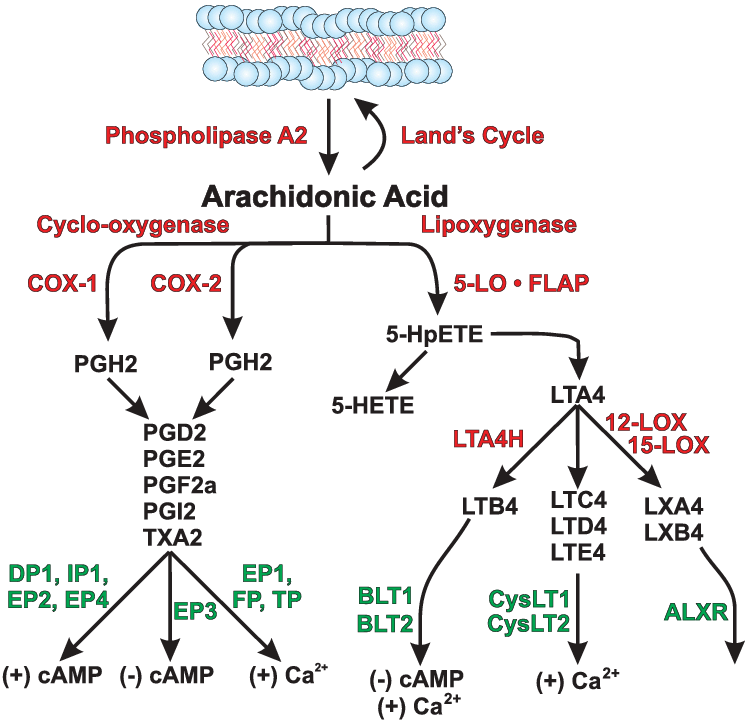 Phospholipase A2
Land's Cycle
Arachidonic Acid
Cyclo-oxygenase
Lipoxygenase
COX-1
COX-2
5-LO • FLAP
PGH2
PGH2
5-HpETE
5-HETE
LTA4
PGD2
PGE2
PGF2a
PGI2
TXA2
LTA4H
12-LOX
15-LOX
LTB4
LTC4
LTD4
LTE4
LXA4
LXB4
DP1, IP1,
EP2, EP4
EP3
EP1,
FP, TP
BLT1
BLT2
CysLT1
CysLT2
ALXR
(+) cAMP
(-) cAMP
(+) Ca²⁺
(-) cAMP
(+) Ca²⁺
(+) Ca²⁺